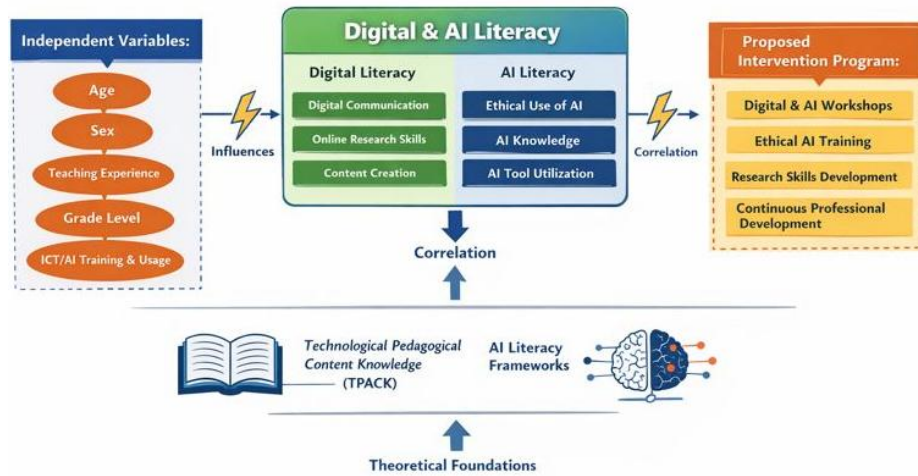 Independent Variables:
Age
Sex
Teaching Experience
Grade Level
ICT/AI Training & Usage
Influences
Digital & AI Literacy
Digital Literacy
Digital Communication
Online Research Skills
Content Creation
AI Literacy
Ethical Use of AI
AI Knowledge
AI Tool Utilization
Correlation
Proposed
Intervention Program:
Digital & AI Workshops
Ethical AI Training
Research Skills Development
Continuous Professional
Development
Correlation
Technological Pedagogical
Content Knowledge
(TPACK)
AI Literacy
Frameworks
Theoretical Foundations